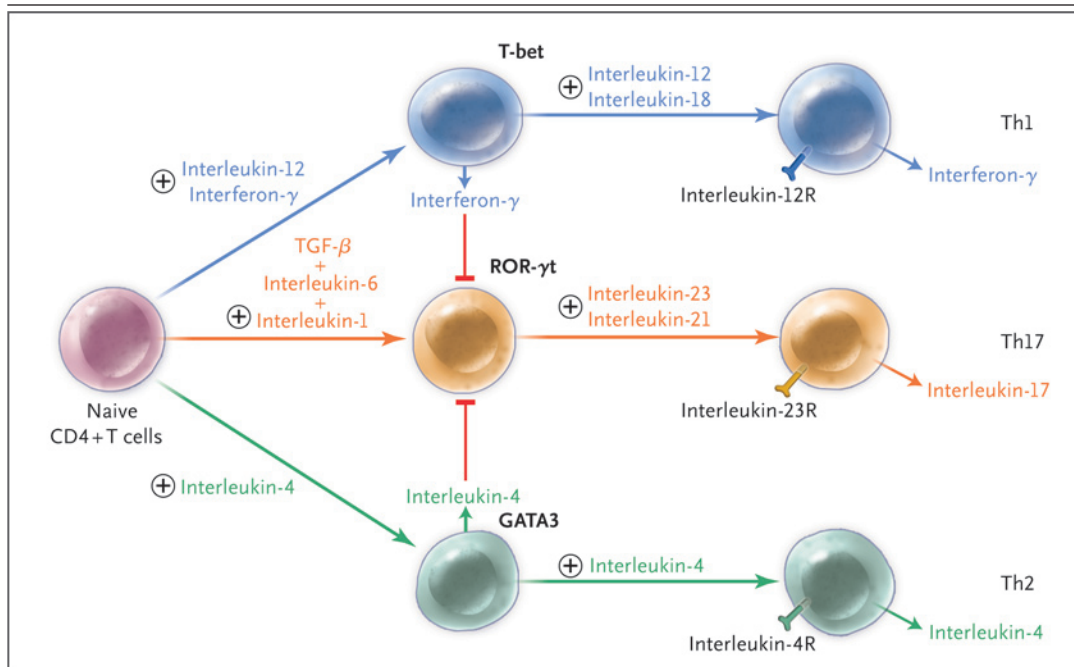 T-bet
Interleukin-12
Interleukin-18
Th1
Interleukin-12
Interferon-γ
Interferon-γ
Interleukin-12R
Interferon-γ
TGF-β
+
Interleukin-6
+
Interleukin-1
ROR-γt
Interleukin-23
Interleukin-21
Th17
Interleukin-23R
Interleukin-17
Naive
CD4+T cells
Interleukin-4
Interleukin-4
GATA3
Interleukin-4
Th2
Interleukin-4R
Interleukin-4